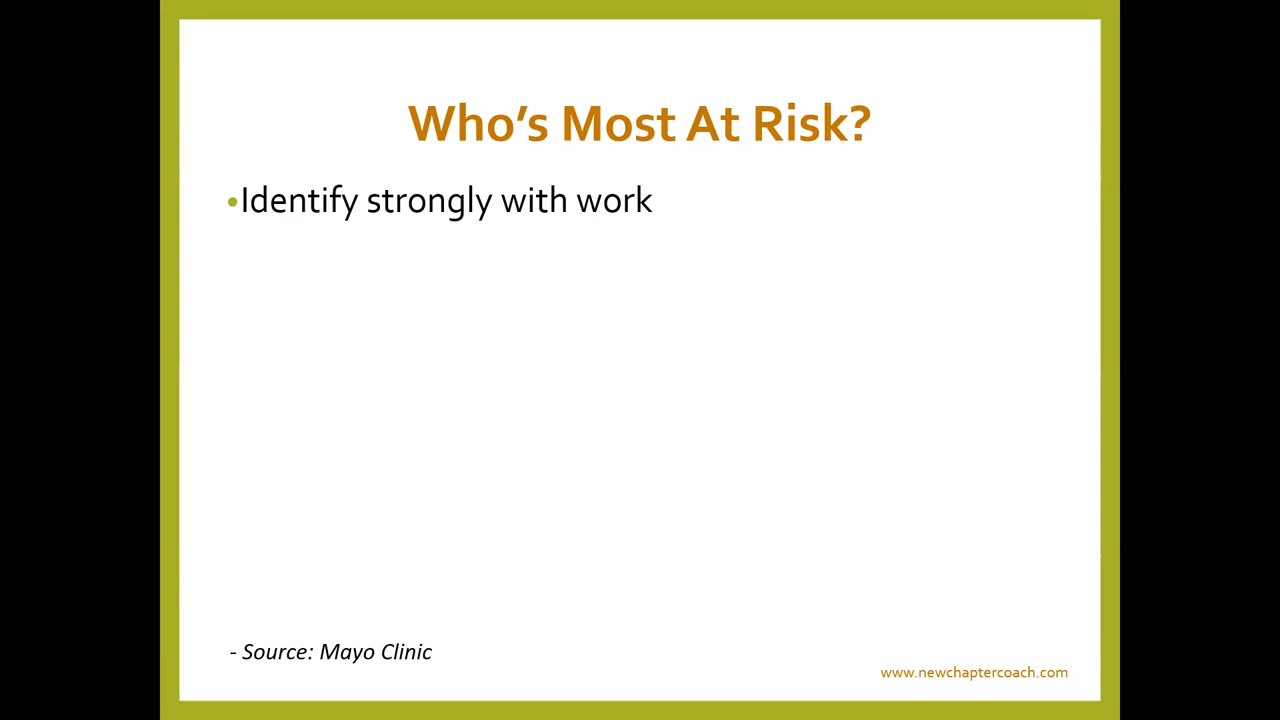 Who’s Most At Risk?
•Identify strongly with work
- Source: Mayo Clinic
www.newchaptercoach.com